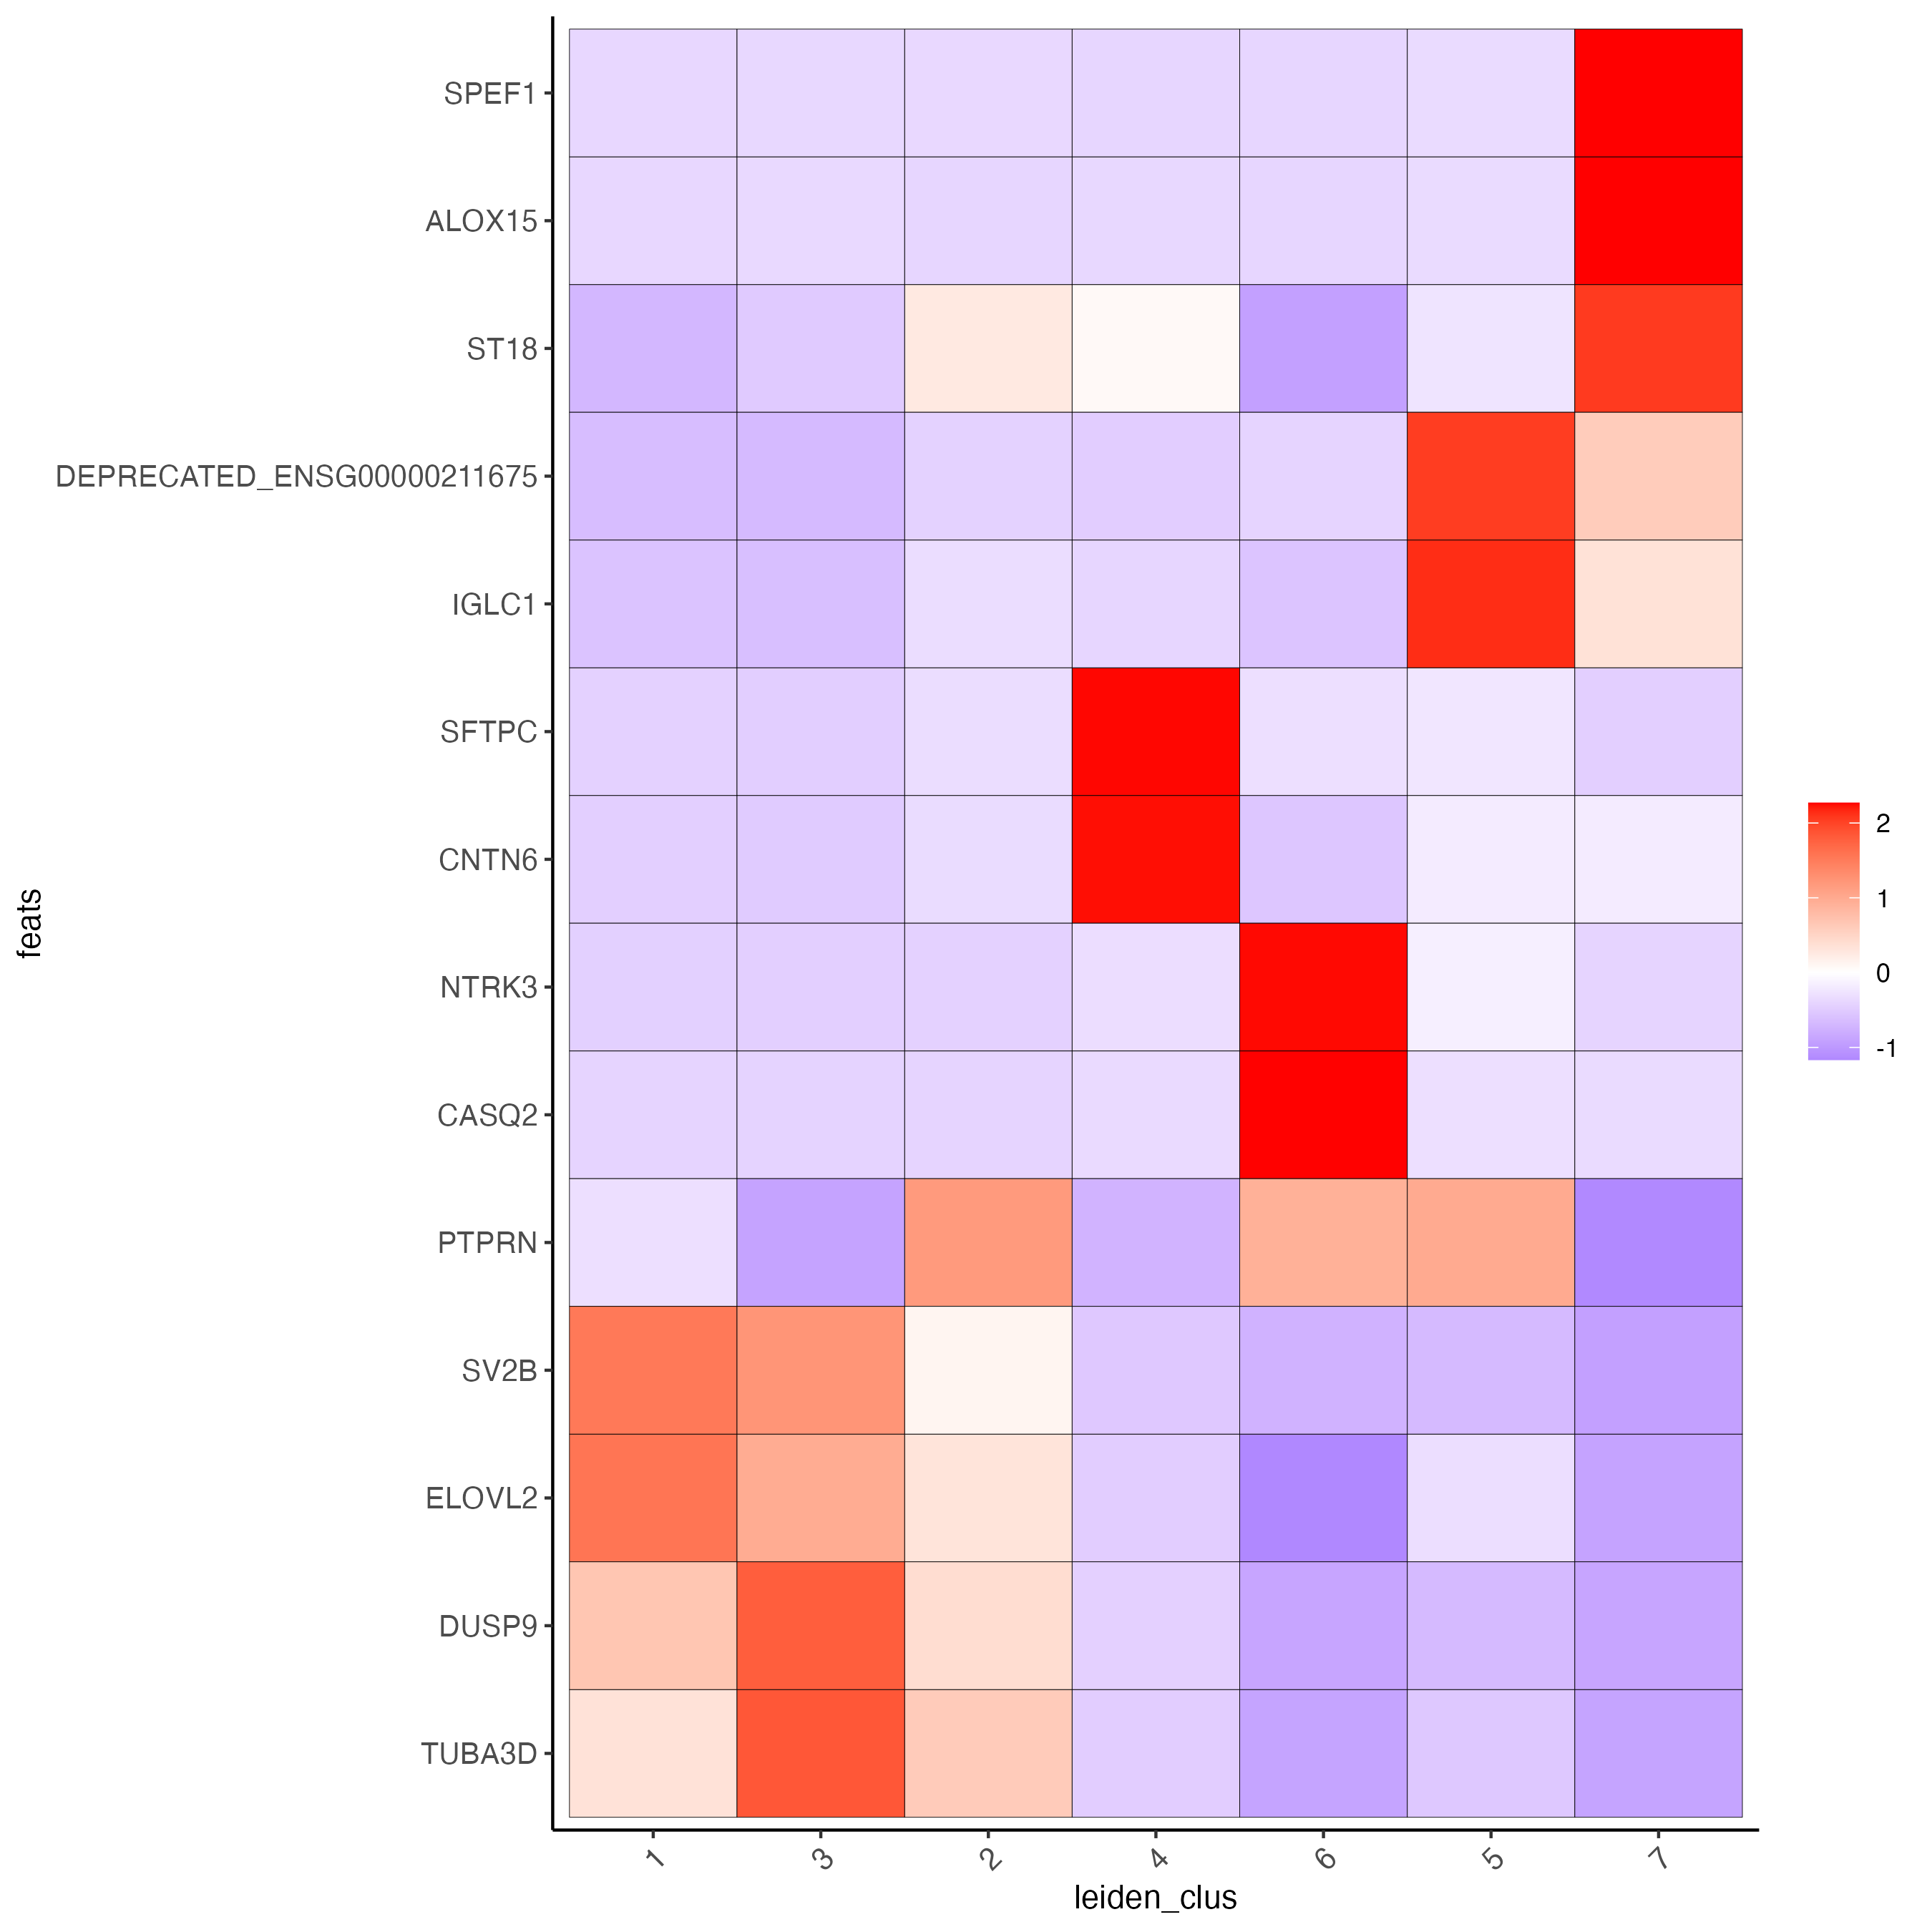 SPEF1
ALOX15
ST18
DEPRECATED_ENSG00000211675
IGLC1
SFTPC
CNTN6
NTRK3
CASQ2
PTPRN
SV2B
ELOVL2
DUSP9
TUBA3D
feats
1 3 2 4 6 5 7
leiden_clus
2
1
0
-1